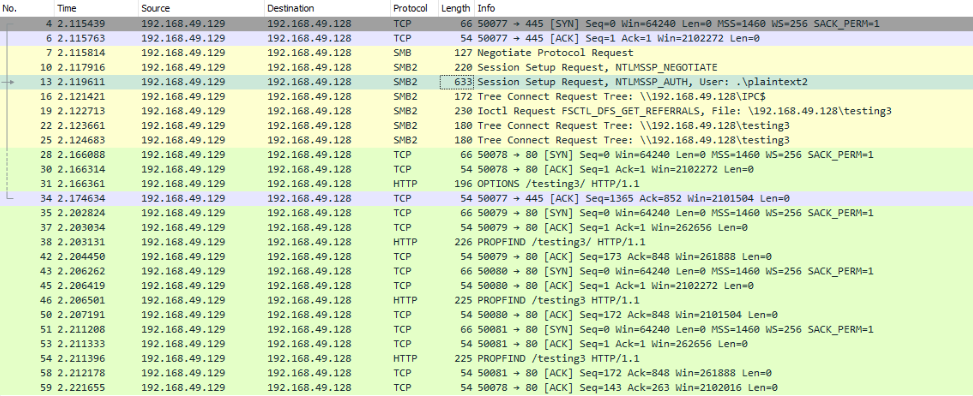 No. Time Source Destination Protocol Length Info
4 2.115439 192.168.49.129 192.168.49.128 TCP 66 50077 → 445 [SYN] Seq=0 Win=64240 Len=0 MSS=1460 WS=256 SACK_PERM=1
6 2.115763 192.168.49.129 192.168.49.128 TCP 54 50077 → 445 [ACK] Seq=1 Ack=1 Win=2102272 Len=0
7 2.115814 192.168.49.129 192.168.49.128 SMB 127 Negotiate Protocol Request
10 2.117916 192.168.49.129 192.168.49.128 SMB2 220 Session Setup Request, NTLMSSP_NEGOTIATE
13 2.119611 192.168.49.129 192.168.49.128 SMB2 633 Session Setup Request, NTLMSSP_AUTH, User: .\plaintext2
16 2.121421 192.168.49.129 192.168.49.128 SMB2 172 Tree Connect Request Tree: \\192.168.49.128\IPC$
19 2.122713 192.168.49.129 192.168.49.128 SMB2 230 Ioctl Request FSCTL_DFS_GET_REFERRALS, File: \192.168.49.128\testing3
22 2.123661 192.168.49.129 192.168.49.128 SMB2 180 Tree Connect Request Tree: \\192.168.49.128\testing3
25 2.124683 192.168.49.129 192.168.49.128 SMB2 180 Tree Connect Request Tree: \\192.168.49.128\testing3
28 2.166088 192.168.49.129 192.168.49.128 TCP 66 50078 → 80 [SYN] Seq=0 Win=64240 Len=0 MSS=1460 WS=256 SACK_PERM=1
30 2.166314 192.168.49.129 192.168.49.128 TCP 54 50078 → 80 [ACK] Seq=1 Ack=1 Win=2102272 Len=0
31 2.166361 192.168.49.129 192.168.49.128 HTTP 196 OPTIONS /testing3/ HTTP/1.1
34 2.174634 192.168.49.129 192.168.49.128 TCP 54 50077 → 445 [ACK] Seq=1365 Ack=852 Win=2101504 Len=0
35 2.202824 192.168.49.129 192.168.49.128 TCP 66 50079 → 80 [SYN] Seq=0 Win=64240 Len=0 MSS=1460 WS=256 SACK_PERM=1
37 2.203034 192.168.49.129 192.168.49.128 TCP 54 50079 → 80 [ACK] Seq=1 Ack=1 Win=262656 Len=0
38 2.203131 192.168.49.129 192.168.49.128 HTTP 226 PROPFIND /testing3/ HTTP/1.1
42 2.204450 192.168.49.129 192.168.49.128 TCP 54 50079 → 80 [ACK] Seq=173 Ack=848 Win=261888 Len=0
43 2.206262 192.168.49.129 192.168.49.128 TCP 66 50080 → 80 [SYN] Seq=0 Win=64240 Len=0 MSS=1460 WS=256 SACK_PERM=1
45 2.206419 192.168.49.129 192.168.49.128 TCP 54 50080 → 80 [ACK] Seq=1 Ack=1 Win=2102272 Len=0
46 2.206501 192.168.49.129 192.168.49.128 HTTP 225 PROPFIND /testing3 HTTP/1.1
50 2.207191 192.168.49.129 192.168.49.128 TCP 54 50080 → 80 [ACK] Seq=172 Ack=848 Win=2101504 Len=0
51 2.211208 192.168.49.129 192.168.49.128 TCP 66 50081 → 80 [SYN] Seq=0 Win=64240 Len=0 MSS=1460 WS=256 SACK_PERM=1
53 2.211333 192.168.49.129 192.168.49.128 TCP 54 50081 → 80 [ACK] Seq=1 Ack=1 Win=262656 Len=0
54 2.211396 192.168.49.129 192.168.49.128 HTTP 225 PROPFIND /testing3 HTTP/1.1
58 2.212178 192.168.49.129 192.168.49.128 TCP 54 50081 → 80 [ACK] Seq=172 Ack=848 Win=261888 Len=0
59 2.221655 192.168.49.129 192.168.49.128 TCP 54 50078 → 80 [ACK] Seq=143 Ack=263 Win=2102016 Len=0